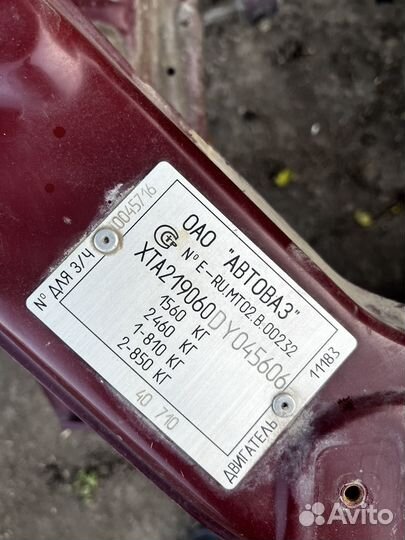 ОАО "АВТОВАЗ"
№ E-RU.MT02.B.00232
XTA219060DY0456064
1560 КГ
2460 КГ
1-810 КГ
2-850 КГ
№ ДЛЯ З/Ч 0045716
ДВИГАТЕЛЬ 11183
40 710
Avito